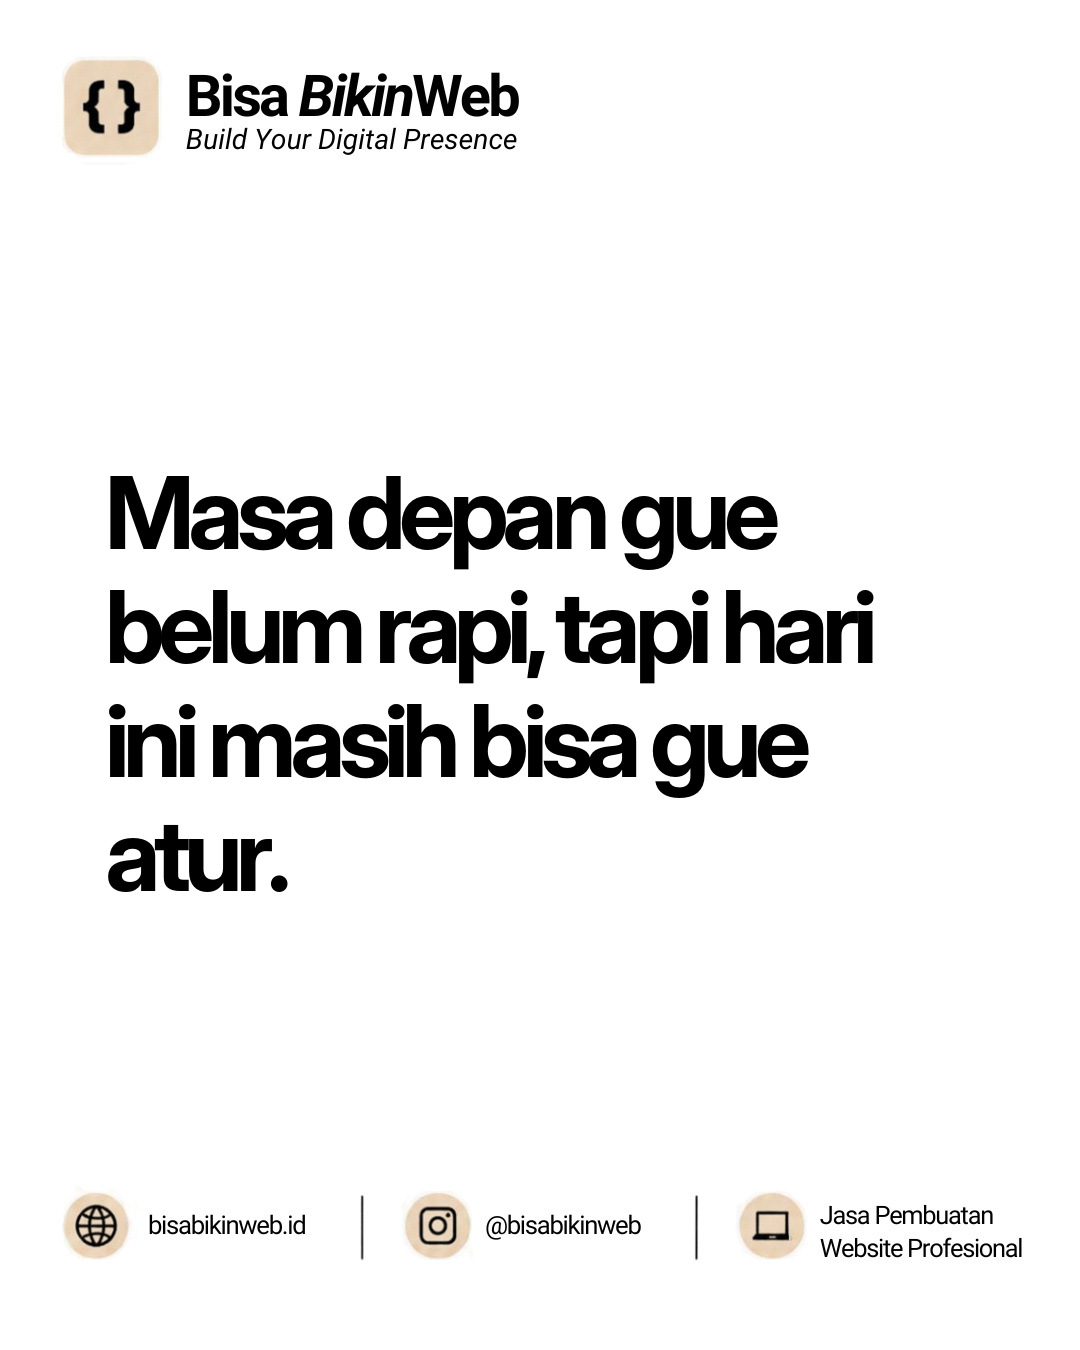 { }
Bisa BikinWeb
Build Your Digital Presence
Masa depan gue
belum rapi, tapi hari
ini masih bisa gue
atur.
bisabikinweb.id
@bisabikinweb
Jasa Pembuatan
Website Profesional